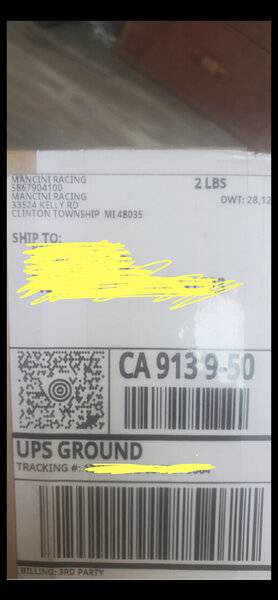 MANCINI RACING
5867904100
MANCINI RACING
33524 KELLY RD
CLINTON TOWNSHIP MI 48035
2 LBS
DWT: 28,12
SHIP TO:
CA 913 9-50
UPS GROUND
TRACKING #:
BILLING: 3RD PARTY